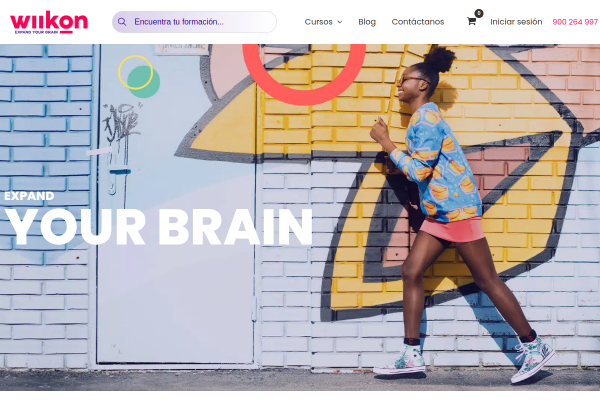 wiikon
EXPAND YOUR BRAIN
Encuentra tu formación...
Cursos
Blog
Contáctanos
0
Iniciar sesión
900 264 997
EXPAND
YOUR BRAIN